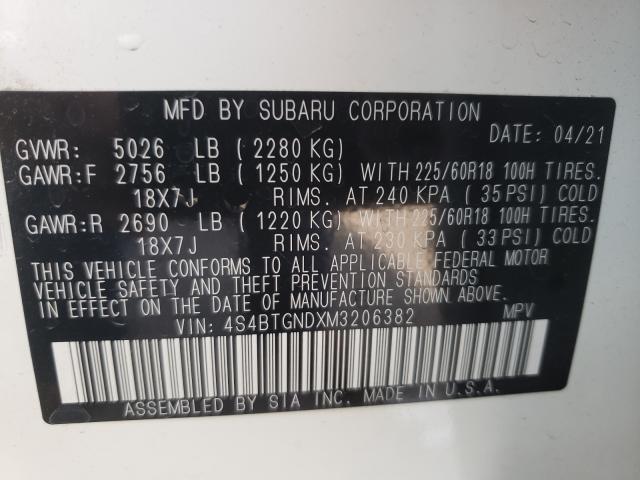 MFD BY SUBARU CORPORATION
DATE: 04/21
GVWR: 5026 LB ( 2280 KG)
GAWR:F 2756 LB ( 1250 KG) WITH 225/60R18 100H TIRES.
18X7J RIMS. AT 240 KPA ( 35 PSI) COLD
GAWR:R 2690 LB ( 1220 KG) WITH 225/60R18 100H TIRES.
18X7J RIMS. AT 230 KPA ( 33 PSI) COLD
THIS VEHICLE CONFORMS TO ALL APPLICABLE FEDERAL MOTOR
VEHICLE SAFETY AND THEFT PREVENTION STANDARDS
IN EFFECT ON THE DATE OF MANUFACTURE SHOWN ABOVE.
VIN: 4S4BTGNDXM3206382 MPV
ASSEMBLED BY SIA INC. MADE IN U.S.A.